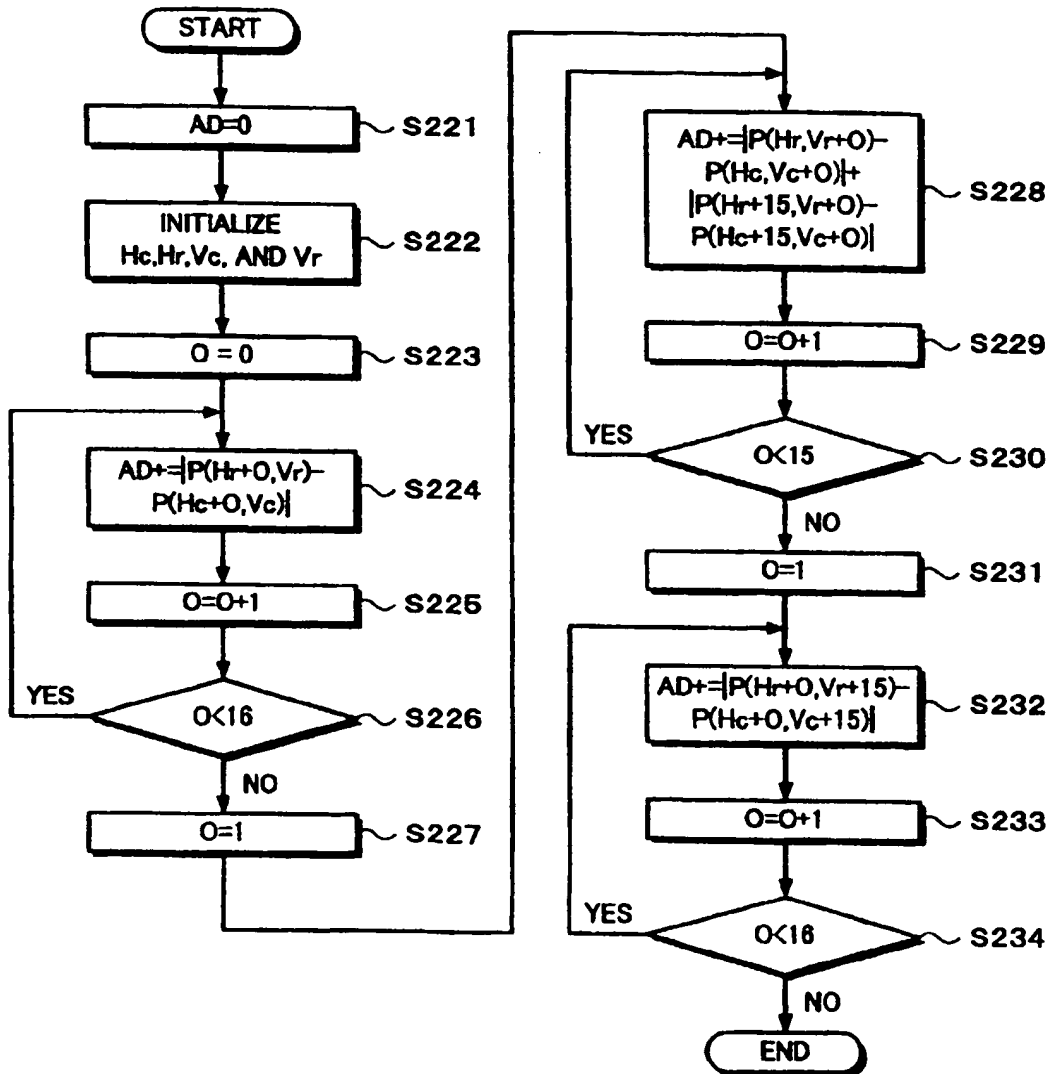 START
AD=0
S221
INITIALIZE
Hc,Hr,Vc, AND Vr
S222
O = 0
S223
AD+=|P(Hr+O,Vr)-
P(Hc+O,Vc)|
S224
O=O+1
S225
YES
O<16
S226
NO
O=1
S227
AD+=|P(Hr,Vr+O)-
P(Hc,Vc+O)|+
|P(Hr+15,Vr+O)-
P(Hc+15,Vc+O)|
S228
O=O+1
S229
YES
O<15
S230
NO
O=1
S231
AD+=|P(Hr+O,Vr+15)-
P(Hc+O,Vc+15)|
S232
O=O+1
S233
YES
O<16
S234
NO
END